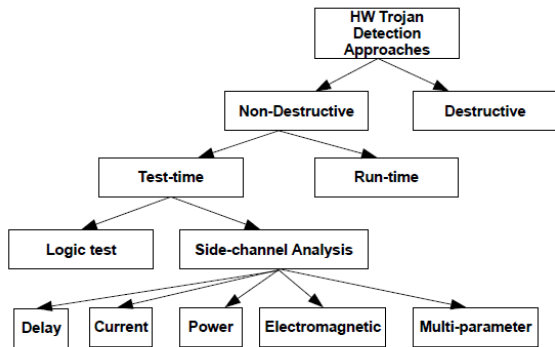 HW Trojan
Detection
Approaches
Non-Destructive
Destructive
Test-time
Run-time
Logic test
Side-channel Analysis
Delay
Current
Power
Electromagnetic
Multi-parameter